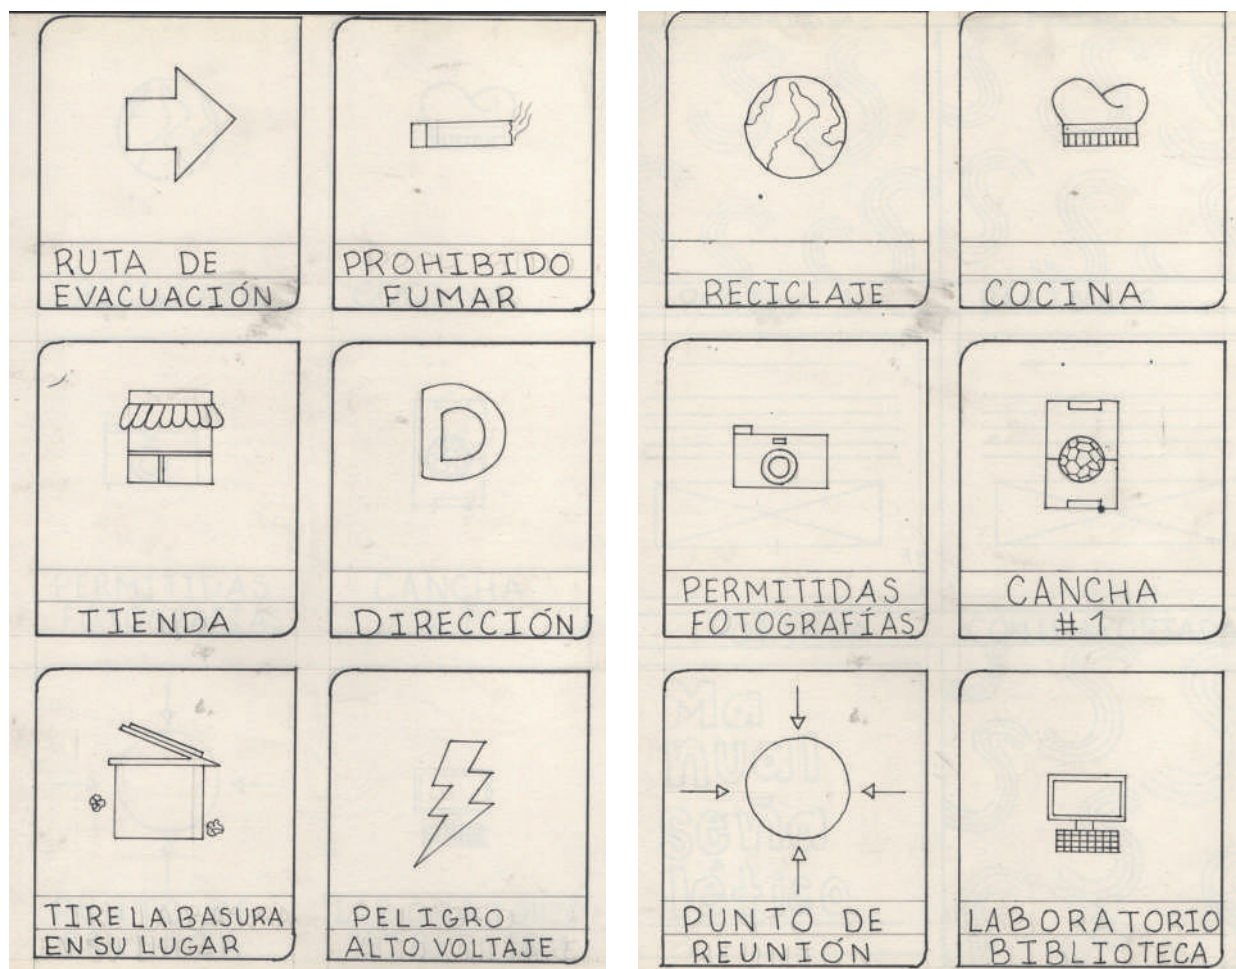 RUTA DE
EVACUACIÓN
PROHIBIDO
FUMAR
TIENDA
DIRECCIÓN
TIRE LA BASURA
EN SU LUGAR
PELIGRO
ALTO VOLTAJE
RECICLAJE
COCINA
PERMITIDAS
FOTOGRAFÍAS
CANCHA
#1
PUNTO DE
REUNIÓN
LABORATORIO
BIBLIOTECA